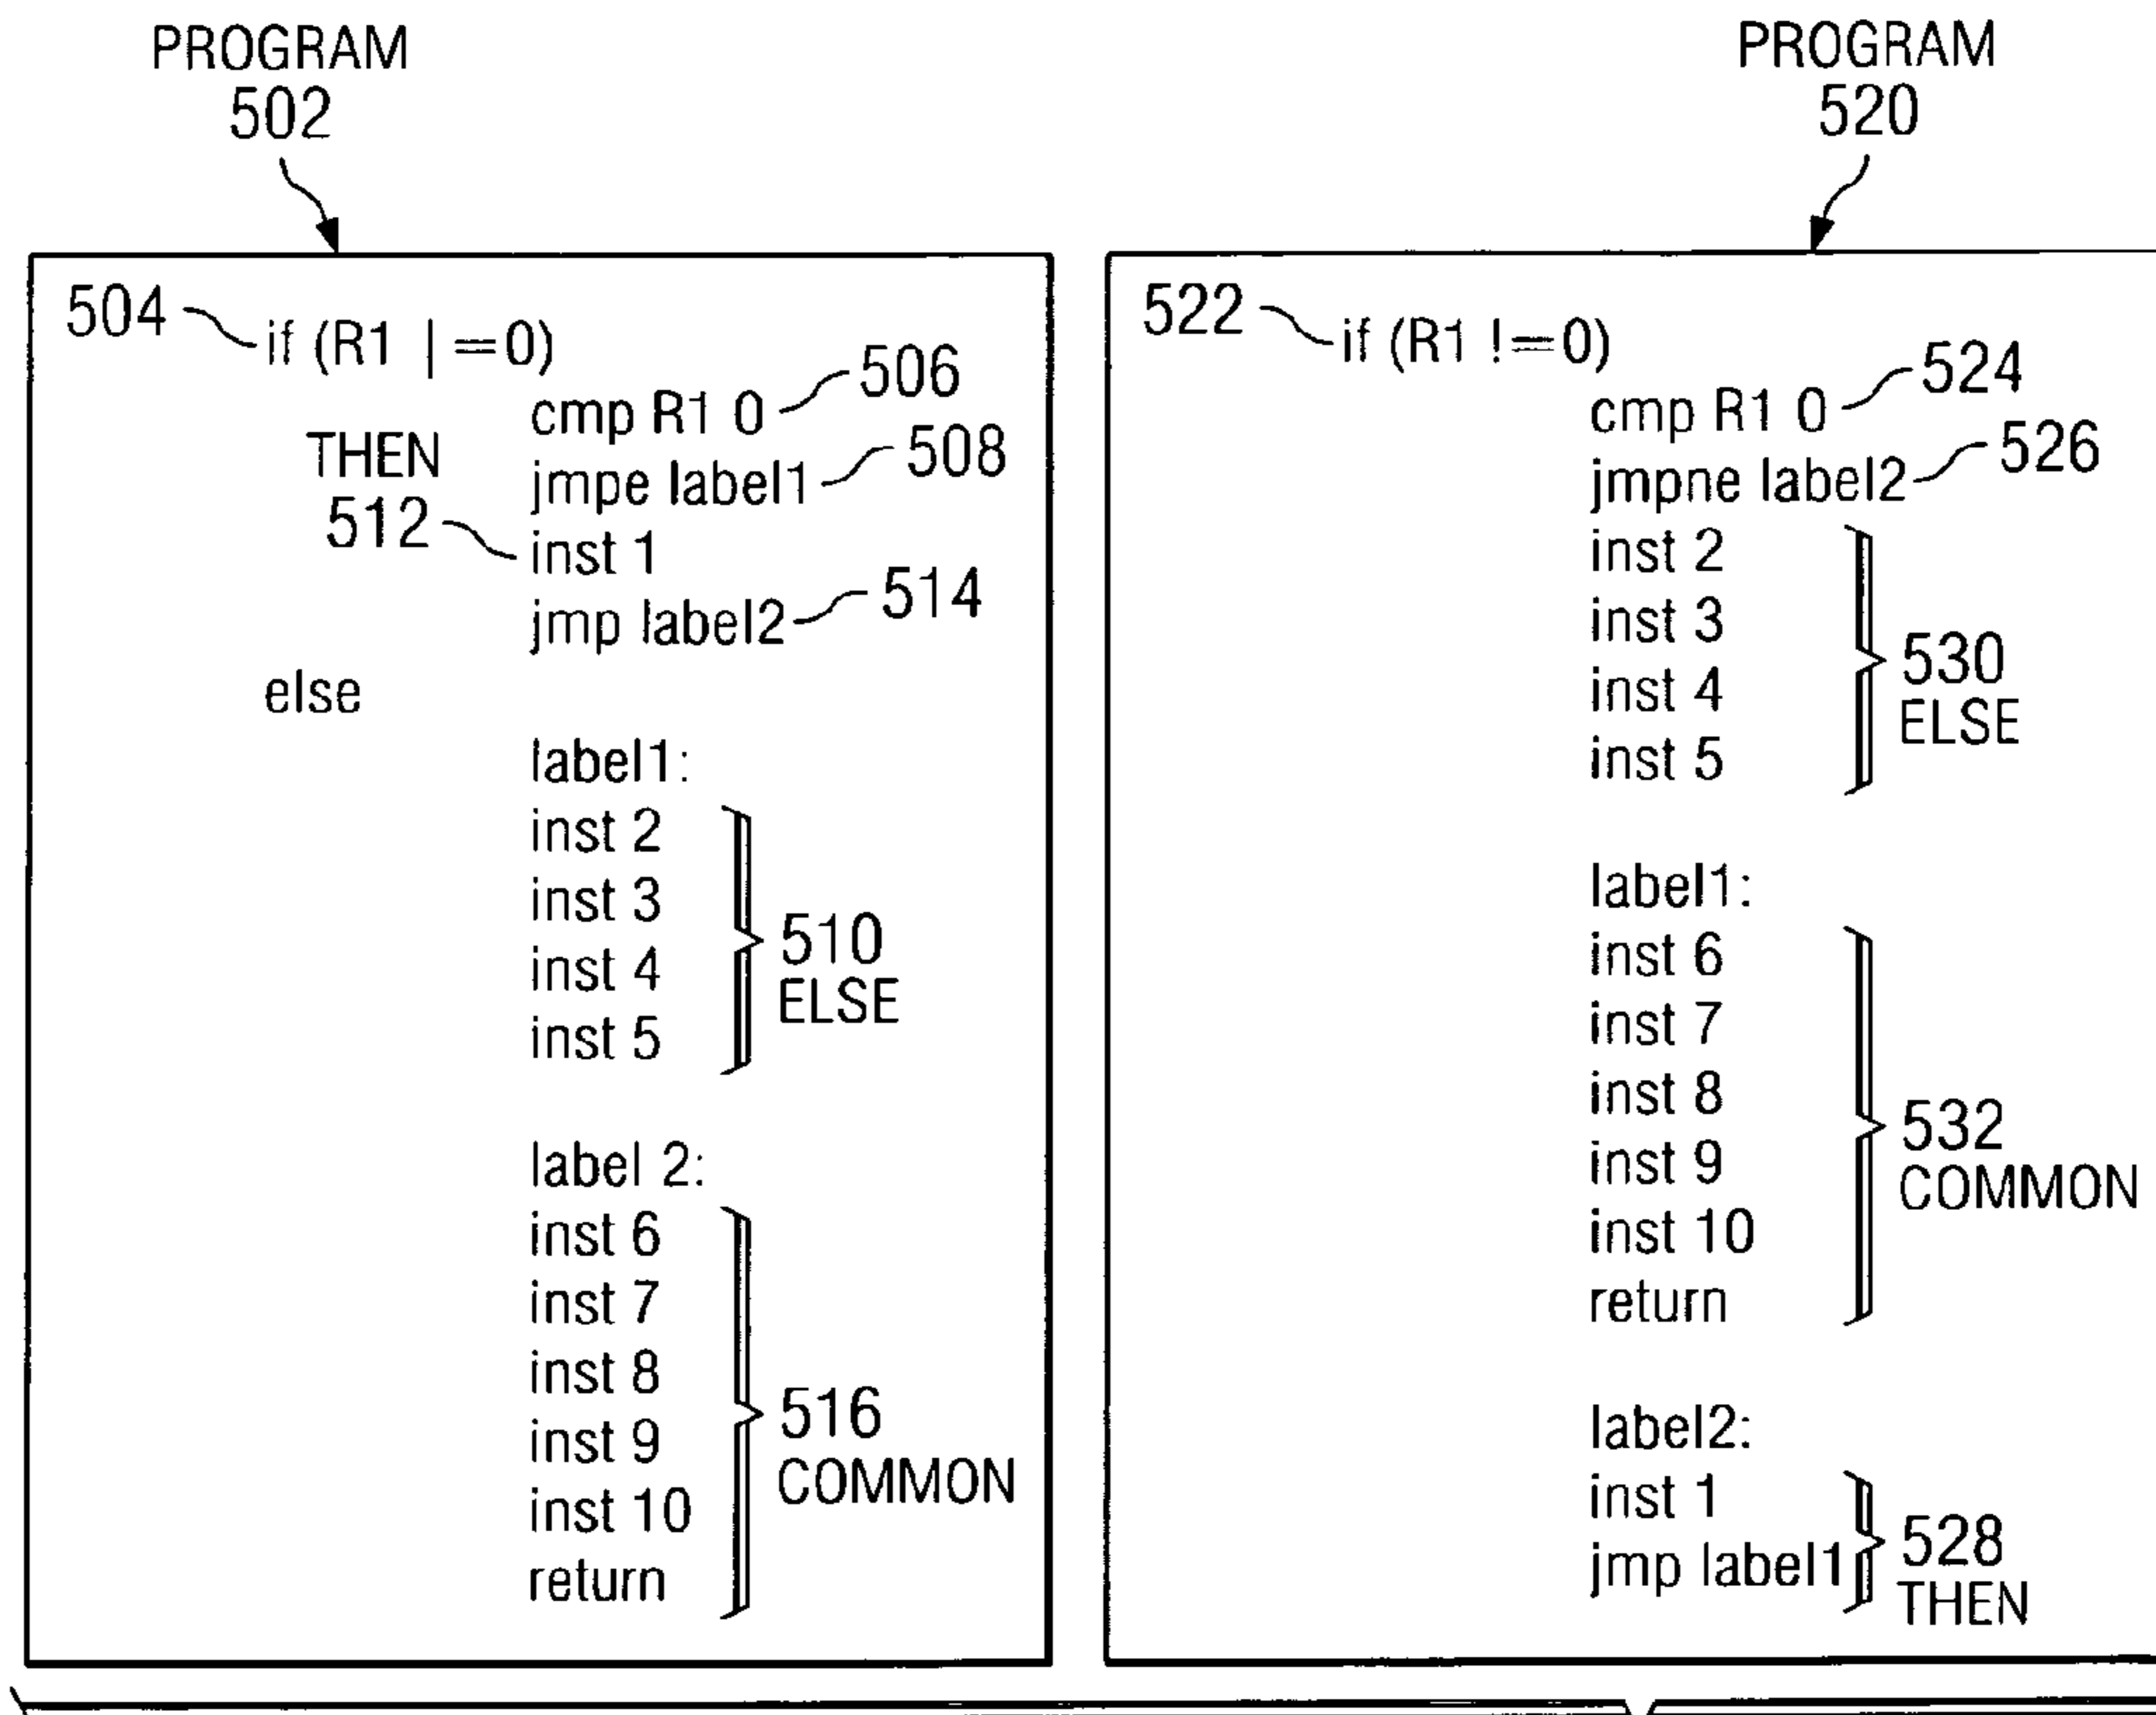 PROGRAM
502
504
if (R1 |==0)
cmp R1 0
506
THEN
jmpe label1
508
512
inst 1
jmp label2
514
else
label1:
inst 2
inst 3
inst 4
inst 5
510
ELSE
label 2:
inst 6
inst 7
inst 8
inst 9
inst 10
return
516
COMMON
PROGRAM
520
522
if (R1 !==0)
cmp R1 0
524
jmpne label2
526
inst 2
inst 3
inst 4
inst 5
530
ELSE
label1:
inst 6
inst 7
inst 8
inst 9
inst 10
return
532
COMMON
label2:
inst 1
jmp label1
528
THEN